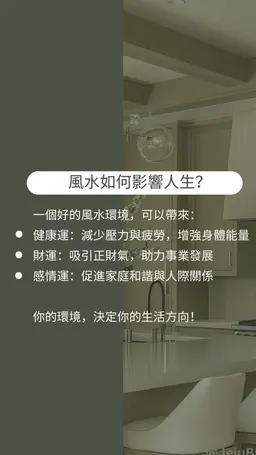 風水如何影響人生？
一個好的風水環境，可以帶來：
健康運：減少壓力與疲勞，增強身體能量
財運：吸引正財氣，助力事業發展
感情運：促進家庭和諧與人際關係
你的環境，決定你的生活方向！